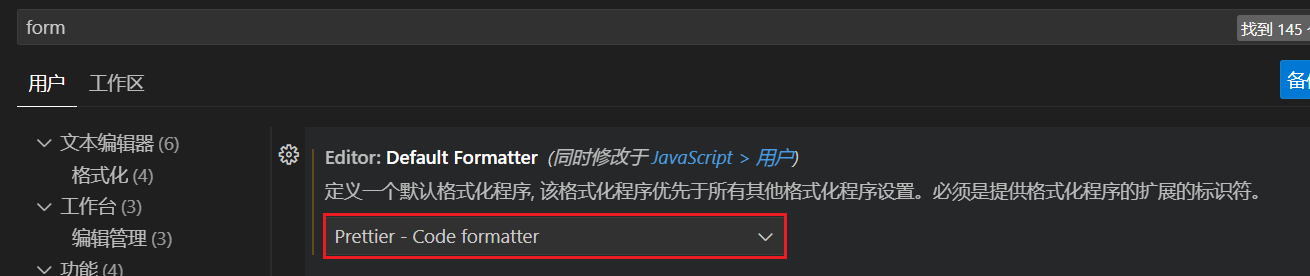 form
找到 145 个
用户
工作区
备份
文本编辑器 (6)
格式化 (4)
工作台 (3)
编辑管理 (3)
功能 (4)
Editor: Default Formatter (同时修改于 JavaScript > 用户)
定义一个默认格式化程序, 该格式化程序优先于所有其他格式化程序设置。必须是提供格式化程序的扩展的标识符。
Prettier - Code formatter